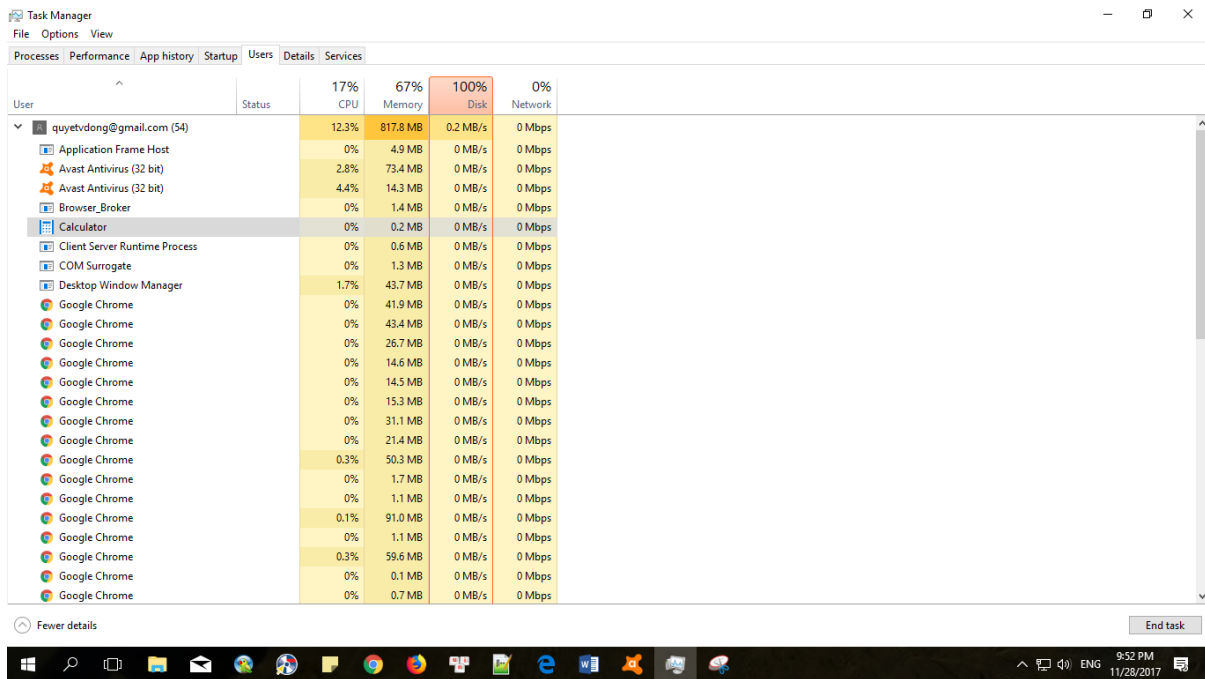 Task Manager
File Options View
Processes Performance App history Startup Users Details Services
17% 67% 100% 0%
User Status CPU Memory Disk Network
quyetvdong@gmail.com (54) 12.3% 817.8 MB 0.2 MB/s 0 Mbps
Application Frame Host 0% 4.9 MB 0 MB/s 0 Mbps
Avast Antivirus (32 bit) 2.8% 73.4 MB 0 MB/s 0 Mbps
Avast Antivirus (32 bit) 4.4% 14.3 MB 0 MB/s 0 Mbps
Browser_Broker 0% 1.4 MB 0 MB/s 0 Mbps
Calculator 0% 0.2 MB 0 MB/s 0 Mbps
Client Server Runtime Process 0% 0.6 MB 0 MB/s 0 Mbps
COM Surrogate 0% 1.3 MB 0 MB/s 0 Mbps
Desktop Window Manager 1.7% 43.7 MB 0 MB/s 0 Mbps
Google Chrome 0% 41.9 MB 0 MB/s 0 Mbps
Google Chrome 0% 43.4 MB 0 MB/s 0 Mbps
Google Chrome 0% 26.7 MB 0 MB/s 0 Mbps
Google Chrome 0% 14.6 MB 0 MB/s 0 Mbps
Google Chrome 0% 14.5 MB 0 MB/s 0 Mbps
Google Chrome 0% 15.3 MB 0 MB/s 0 Mbps
Google Chrome 0% 31.1 MB 0 MB/s 0 Mbps
Google Chrome 0% 21.4 MB 0 MB/s 0 Mbps
Google Chrome 0.3% 50.3 MB 0 MB/s 0 Mbps
Google Chrome 0% 1.7 MB 0 MB/s 0 Mbps
Google Chrome 0% 1.1 MB 0 MB/s 0 Mbps
Google Chrome 0.1% 91.0 MB 0 MB/s 0 Mbps
Google Chrome 0% 1.1 MB 0 MB/s 0 Mbps
Google Chrome 0.3% 59.6 MB 0 MB/s 0 Mbps
Google Chrome 0% 0.1 MB 0 MB/s 0 Mbps
Google Chrome 0% 0.7 MB 0 MB/s 0 Mbps
Fewer details End task
ENG 9:52 PM
11/28/2017